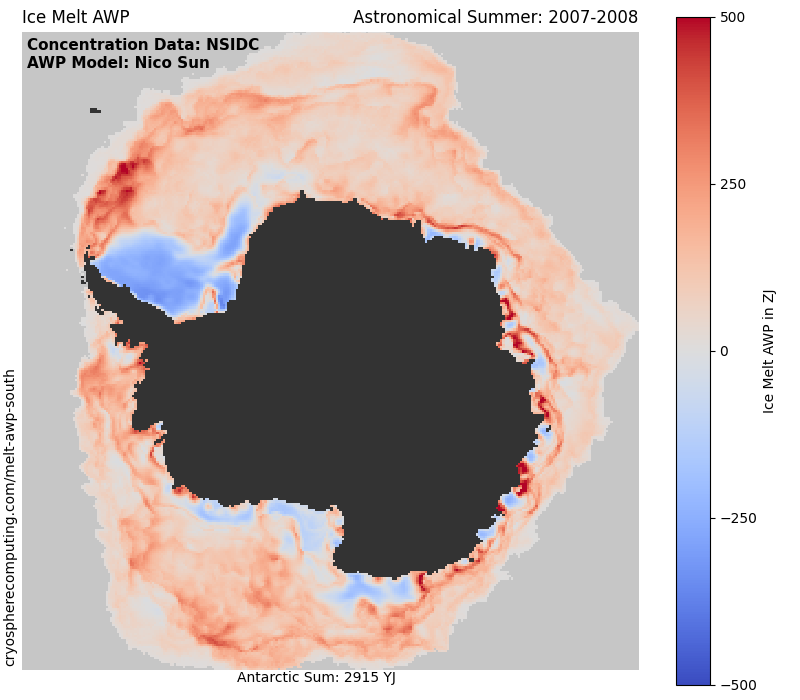 Ice Melt AWP
Astronomical Summer: 2007-2008
Concentration Data: NSIDC
AWP Model: Nico Sun
cryospherecomputing.com/melt-awp-south
Antarctic Sum: 2915 YJ
500
250
0
−250
−500
Ice Melt AWP in ZJ